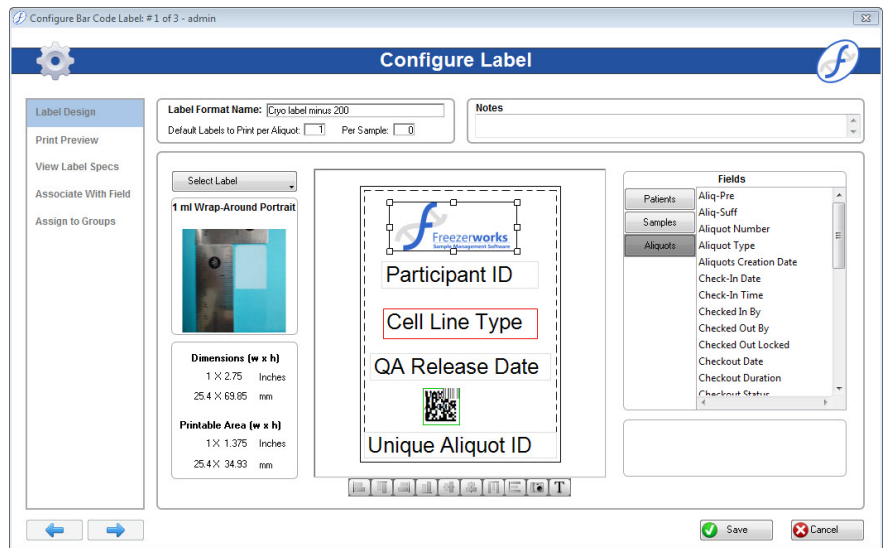 Configure Bar Code Label: # 1 of 3 - admin
Configure Label
Label Design
Print Preview
View Label Specs
Associate With Field
Assign to Groups
Label Format Name: Cryo label minus 200
Default Labels to Print per Aliquot: 1 Per Sample: 0
Notes
Select Label
1 ml Wrap-Around Portrait
Dimensions (w x h)
1 X 2.75 Inches
25.4 X 69.85 mm
Printable Area (w x h)
1 X 1.375 Inches
25.4 X 34.93 mm
Freezerworks
Sample Management Software
Participant ID
Cell Line Type
QA Release Date
Unique Aliquot ID
T
Fields
Patients
Samples
Aliquots
Aliq-Pre
Aliq-Suff
Aliquot Number
Aliquot Type
Aliquots Creation Date
Check-In Date
Check-In Time
Checked In By
Checked Out By
Checked Out Locked
Checkout Date
Checkout Duration
Checkout Status
Save
Cancel